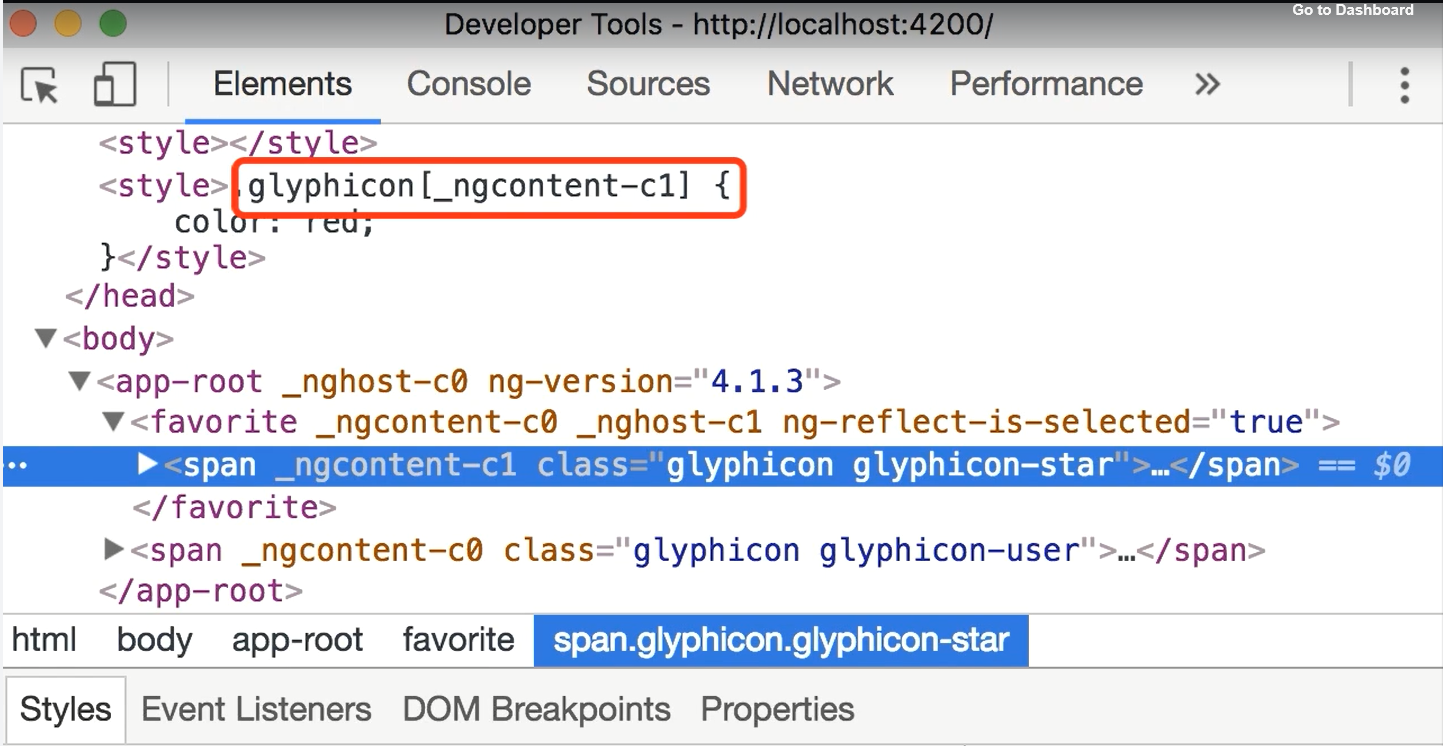 Developer Tools - http://localhost:4200/
Go to Dashboard
Elements Console Sources Network Performance »
<style></style>
<style>.glyphicon[_ngcontent-c1] {
color: red;
}</style>
</head>
▼<body>
▼<app-root _nghost-c0 ng-version="4.1.3">
▼<favorite _ngcontent-c0 _nghost-c1 ng-reflect-is-selected="true">
▶<span _ngcontent-c1 class="glyphicon glyphicon-star">…</span> == $0
</favorite>
▶<span _ngcontent-c0 class="glyphicon glyphicon-user">…</span>
</app-root>
html body app-root favorite span.glyphicon.glyphicon-star
Styles Event Listeners DOM Breakpoints Properties